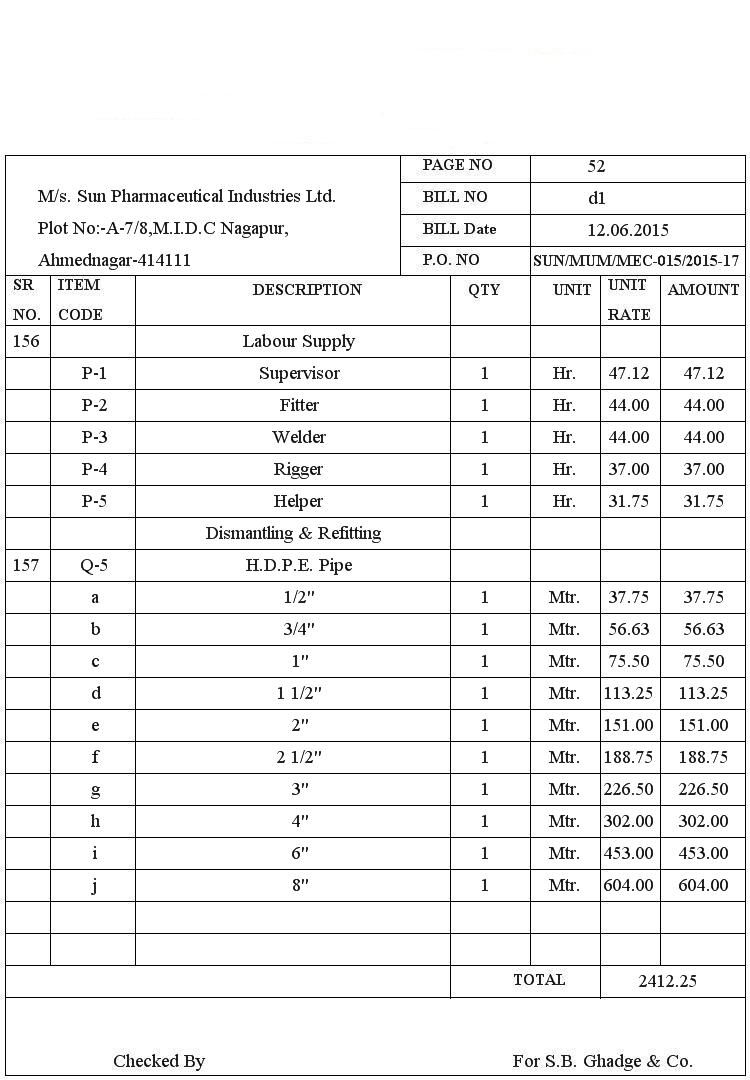 PAGE NO 52
M/s. Sun Pharmaceutical Industries Ltd. BILL NO d1
Plot No:-A-7/8,M.I.D.C Nagapur, BILL Date 12.06.2015
Ahmednagar-414111 P.O. NO SUN/MUM/MEC-015/2015-17
SR NO. ITEM CODE DESCRIPTION QTY UNIT UNIT RATE AMOUNT
156 Labour Supply
P-1 Supervisor 1 Hr. 47.12 47.12
P-2 Fitter 1 Hr. 44.00 44.00
P-3 Welder 1 Hr. 44.00 44.00
P-4 Rigger 1 Hr. 37.00 37.00
P-5 Helper 1 Hr. 31.75 31.75
Dismantling & Refitting
157 Q-5 H.D.P.E. Pipe
a 1/2" 1 Mtr. 37.75 37.75
b 3/4" 1 Mtr. 56.63 56.63
c 1" 1 Mtr. 75.50 75.50
d 1 1/2" 1 Mtr. 113.25 113.25
e 2" 1 Mtr. 151.00 151.00
f 2 1/2" 1 Mtr. 188.75 188.75
g 3" 1 Mtr. 226.50 226.50
h 4" 1 Mtr. 302.00 302.00
i 6" 1 Mtr. 453.00 453.00
j 8" 1 Mtr. 604.00 604.00
TOTAL 2412.25
Checked By For S.B. Ghadge & Co.